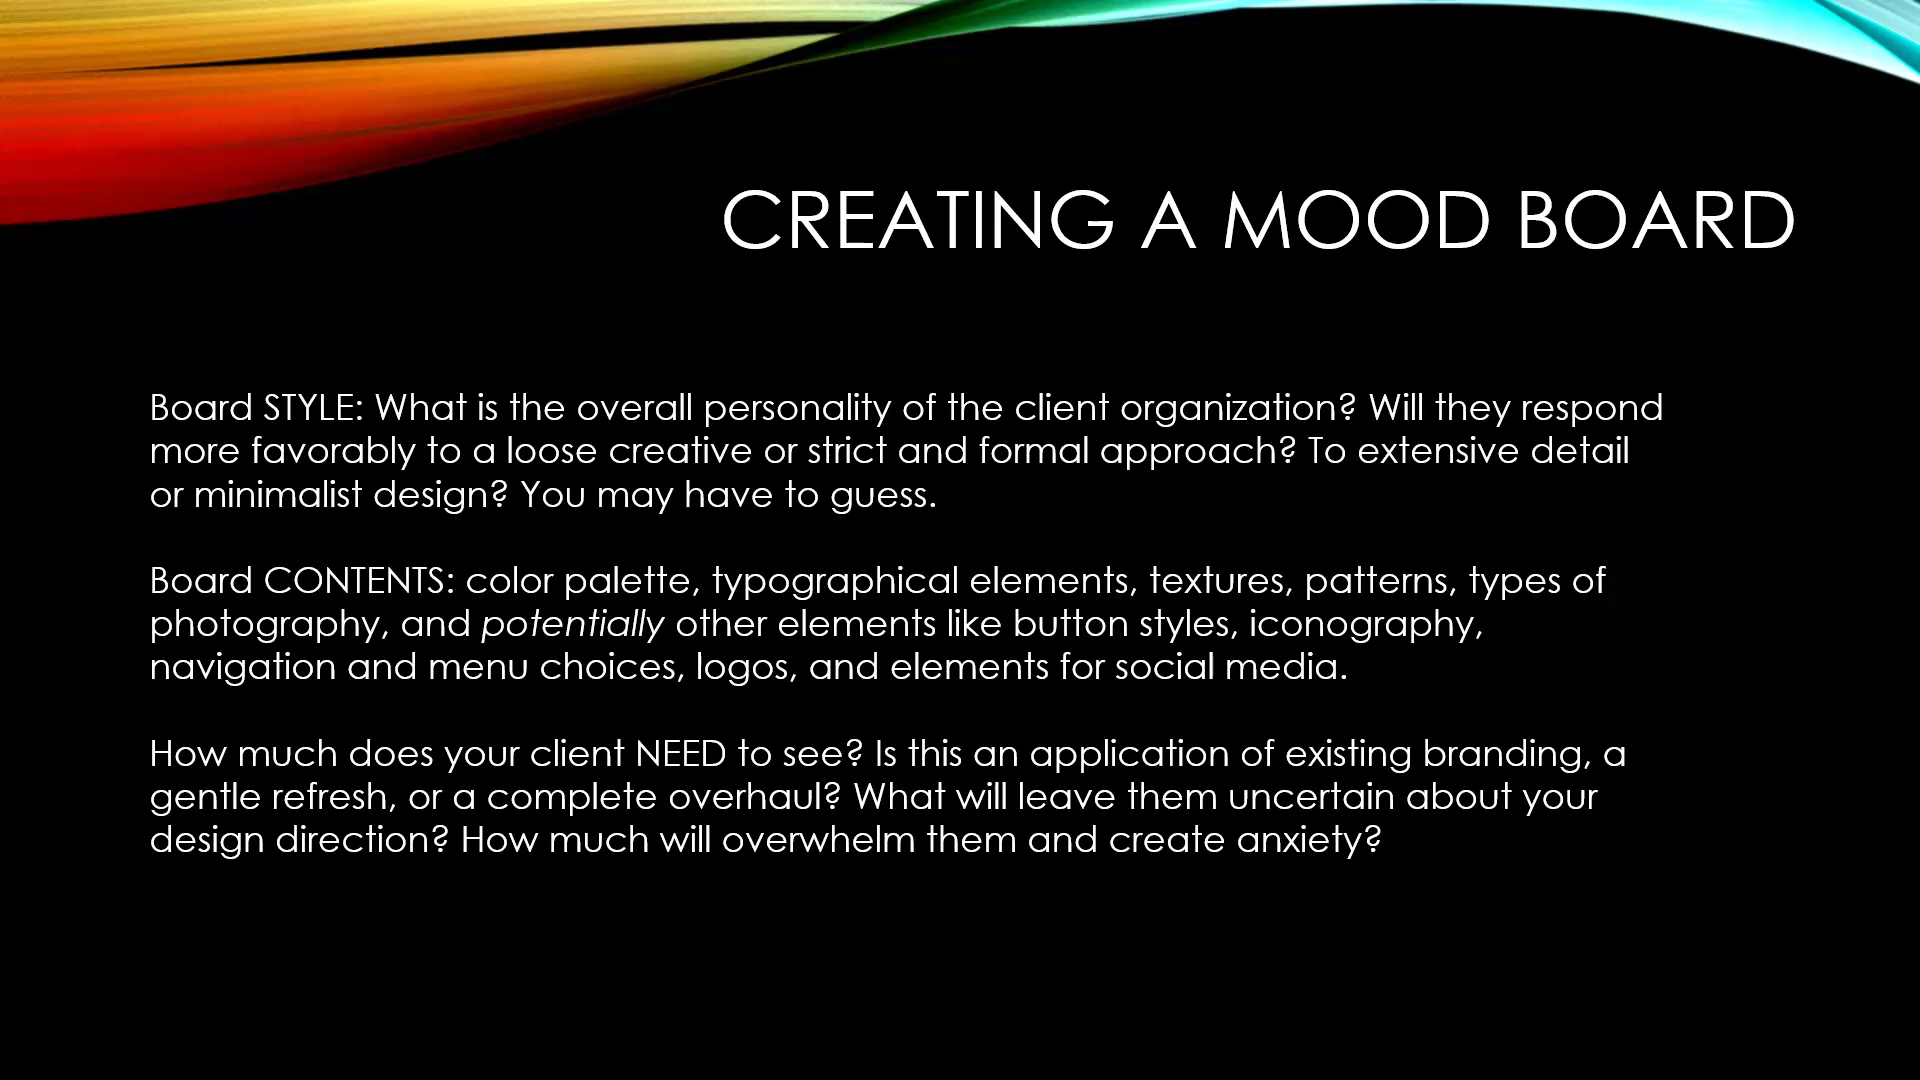 CREATING A MOOD BOARD
Board STYLE: What is the overall personality of the client organization? Will they respond
more favorably to a loose creative or strict and formal approach? To extensive detail
or minimalist design? You may have to guess.
Board CONTENTS: color palette, typographical elements, textures, patterns, types of
photography, and potentially other elements like button styles, iconography,
navigation and menu choices, logos, and elements for social media.
How much does your client NEED to see? Is this an application of existing branding, a
gentle refresh, or a complete overhaul? What will leave them uncertain about your
design direction? How much will overwhelm them and create anxiety?